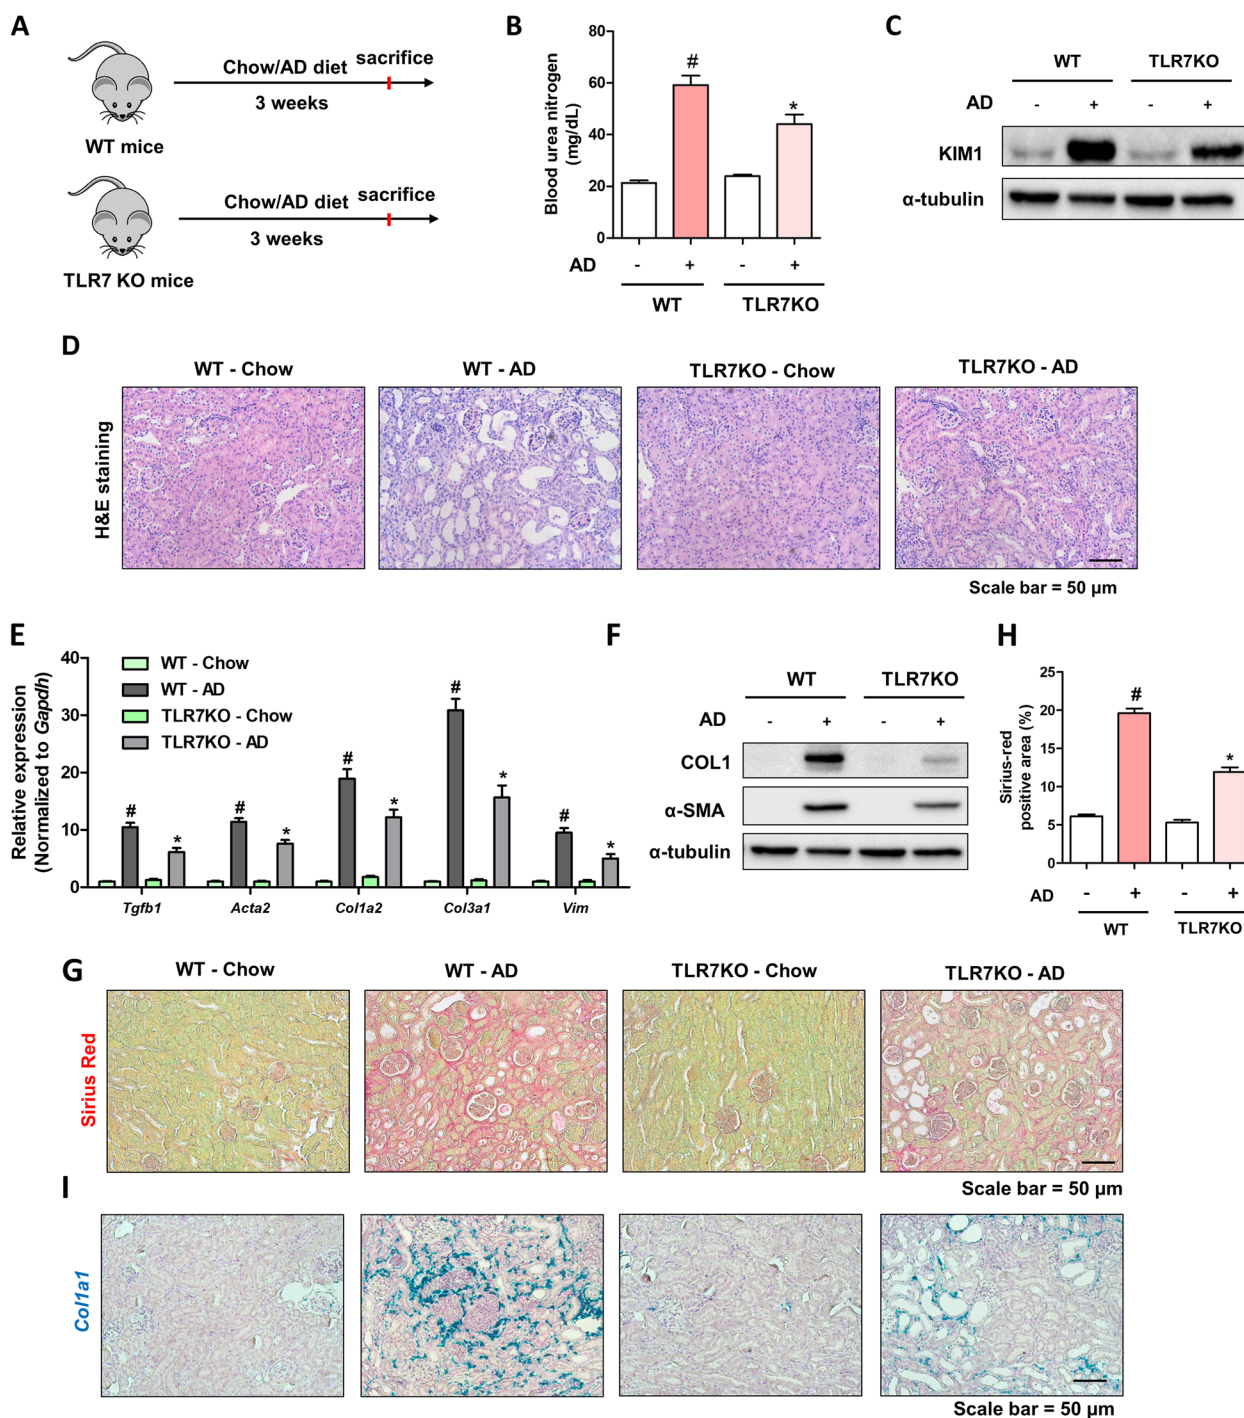 A
Chow/AD diet
sacrifice
3 weeks
WT mice
Chow/AD diet
sacrifice
3 weeks
TLR7 KO mice
B
Blood urea nitrogen
(mg/dL)
80
60
40
20
0
#
*
AD - + - +
WT TLR7KO
C
WT TLR7KO
AD - + - +
KIM1
α-tubulin
D
WT - Chow WT - AD TLR7KO - Chow TLR7KO - AD
H&E staining
Scale bar = 50 μm
E
Relative expression
(Normalized to Gapdh)
40
30
20
10
0
WT - Chow
WT - AD
TLR7KO - Chow
TLR7KO - AD
# * # * # * # * # *
Tgfb1 Acta2 Col1a2 Col3a1 Vim
F
WT TLR7KO
AD - + - +
COL1
α-SMA
α-tubulin
H
Sirius-red
positive area (%)
25
20
15
10
5
0
#
*
AD - + - +
WT TLR7KO
G
WT - Chow WT - AD TLR7KO - Chow TLR7KO - AD
Sirius Red
Scale bar = 50 μm
I
Col1a1
Scale bar = 50 μm